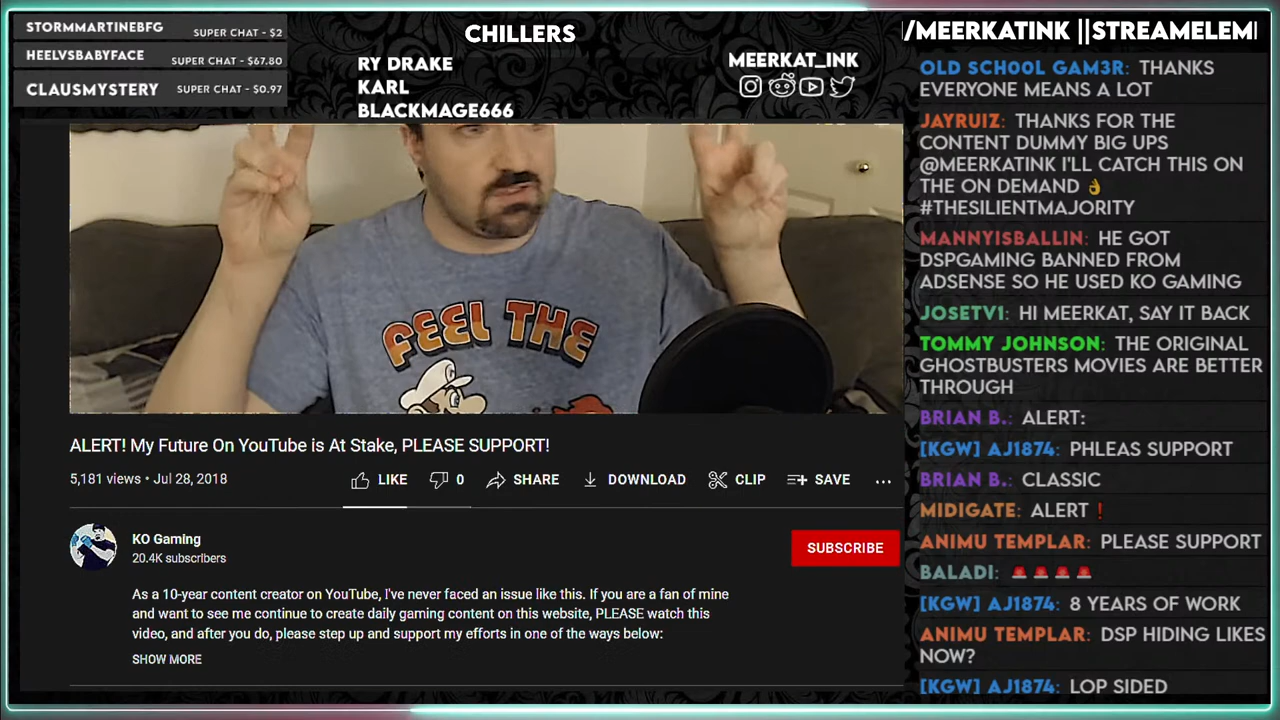 STORMMARTINEBFG SUPER CHAT - $2
HEELVSBABYFACE SUPER CHAT - $67.80
CLAUSMYSTERY SUPER CHAT - $0.97
CHILLERS
RY DRAKE
KARL
BLACKMAGE666
MEERKAT_INK
/MEERKATINK ||STREAMELEM
FEEL THE
ALERT! My Future On YouTube is At Stake, PLEASE SUPPORT!
5,181 views • Jul 28, 2018
LIKE 0 SHARE DOWNLOAD CLIP SAVE ...
KO Gaming
20.4K subscribers
SUBSCRIBE
As a 10-year content creator on YouTube, I've never faced an issue like this. If you are a fan of mine
and want to see me continue to create daily gaming content on this website, PLEASE watch this
video, and after you do, please step up and support my efforts in one of the ways below:
SHOW MORE
OLD SCH00L GAM3R: THANKS
EVERYONE MEANS A LOT
JAYRUIZ: THANKS FOR THE
CONTENT DUMMY BIG UPS
@MEERKATINK I'LL CATCH THIS ON
THE ON DEMAND 👌
#THESILIENTMAJORITY
MANNYISBALLIN: HE GOT
DSPGAMING BANNED FROM
ADSENSE SO HE USED KO GAMING
JOSETV1: HI MEERKAT, SAY IT BACK
TOMMY JOHNSON: THE ORIGINAL
GHOSTBUSTERS MOVIES ARE BETTER
THROUGH
BRIAN B.: ALERT:
[KGW] AJ1874: PHLEAS SUPPORT
BRIAN B.: CLASSIC
MIDIGATE: ALERT❗
ANIMU TEMPLAR: PLEASE SUPPORT
BALADI: 🚨🚨🚨🚨
[KGW] AJ1874: 8 YEARS OF WORK
ANIMU TEMPLAR: DSP HIDING LIKES
NOW?
[KGW] AJ1874: LOP SIDED